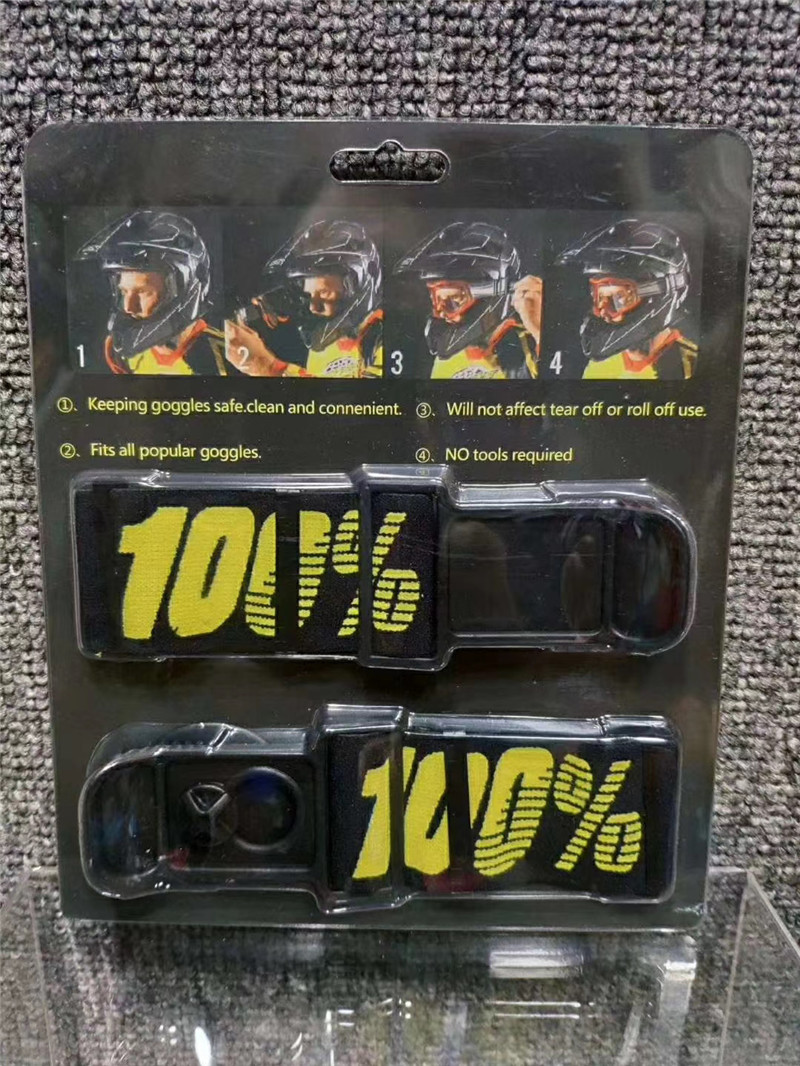 1
2
3
4
①、Keeping goggles safe.clean and connenient.
③、Will not affect tear off or roll off use.
②、Fits all popular goggles.
④、NO tools required
100%
100%